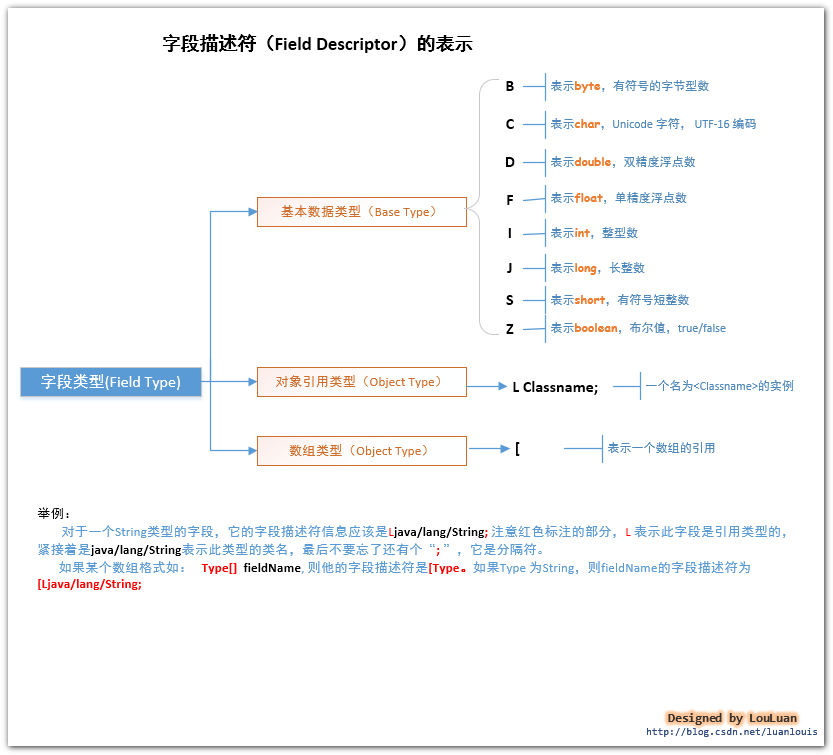 字段描述符（Field Descriptor）的表示
B 表示byte，有符号的字节型数
C 表示char，Unicode 字符， UTF-16 编码
D 表示double，双精度浮点数
F 表示float，单精度浮点数
基本数据类型（Base Type）
I 表示int，整型数
J 表示long，长整数
S 表示short，有符号短整数
Z 表示boolean，布尔值，true/false
字段类型(Field Type)
对象引用类型（Object Type）
L Classname; 一个名为<Classname>的实例
数组类型（Object Type）
[ 表示一个数组的引用
举例：
对于一个String类型的字段，它的字段描述符信息应该是Ljava/lang/String; 注意红色标注的部分，L 表示此字段是引用类型的，
紧接着是java/lang/String表示此类型的类名，最后不要忘了还有个“;”，它是分隔符。
如果某个数组格式如： Type[] fieldName, 则他的字段描述符是[Type。如果Type 为String，则fieldName的字段描述符为
[Ljava/lang/String;
Designed by LouLuan
http://blog.csdn.net/luanlouis